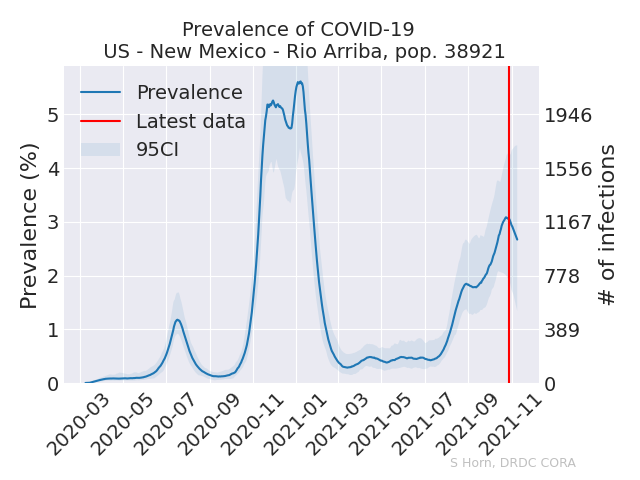 Prevalence of COVID-19
US - New Mexico - Rio Arriba, pop. 38921
Prevalence
Latest data
95CI
Prevalence (%)
5
4
3
2
1
0
1946
1556
1167
778
389
0
# of infections
2020-03
2020-05
2020-07
2020-09
2020-11
2021-01
2021-03
2021-05
2021-07
2021-09
2021-11
S Horn, DRDC CORA